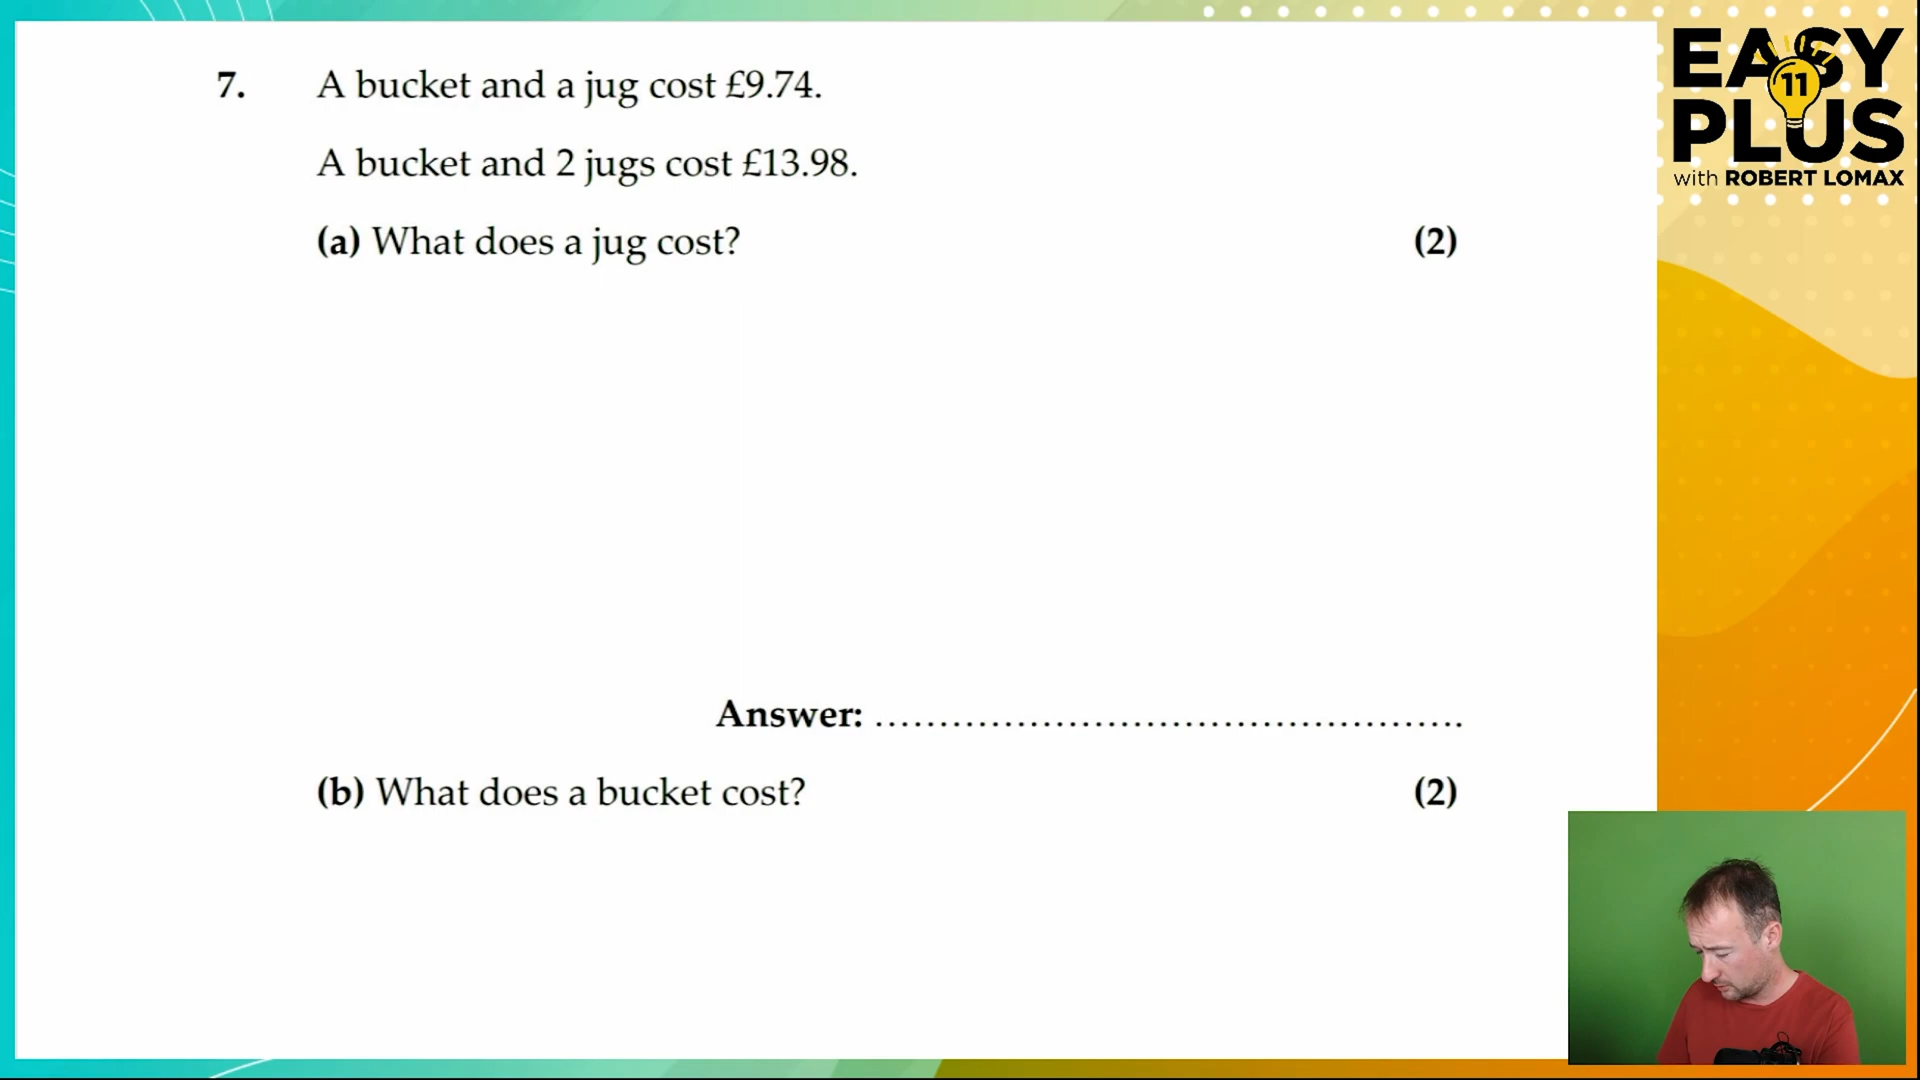 7. A bucket and a jug cost £9.74.
A bucket and 2 jugs cost £13.98.
(a) What does a jug cost? (2)
Answer: ..............................................
(b) What does a bucket cost? (2)
EASY
11
PLUS
with ROBERT LOMAX